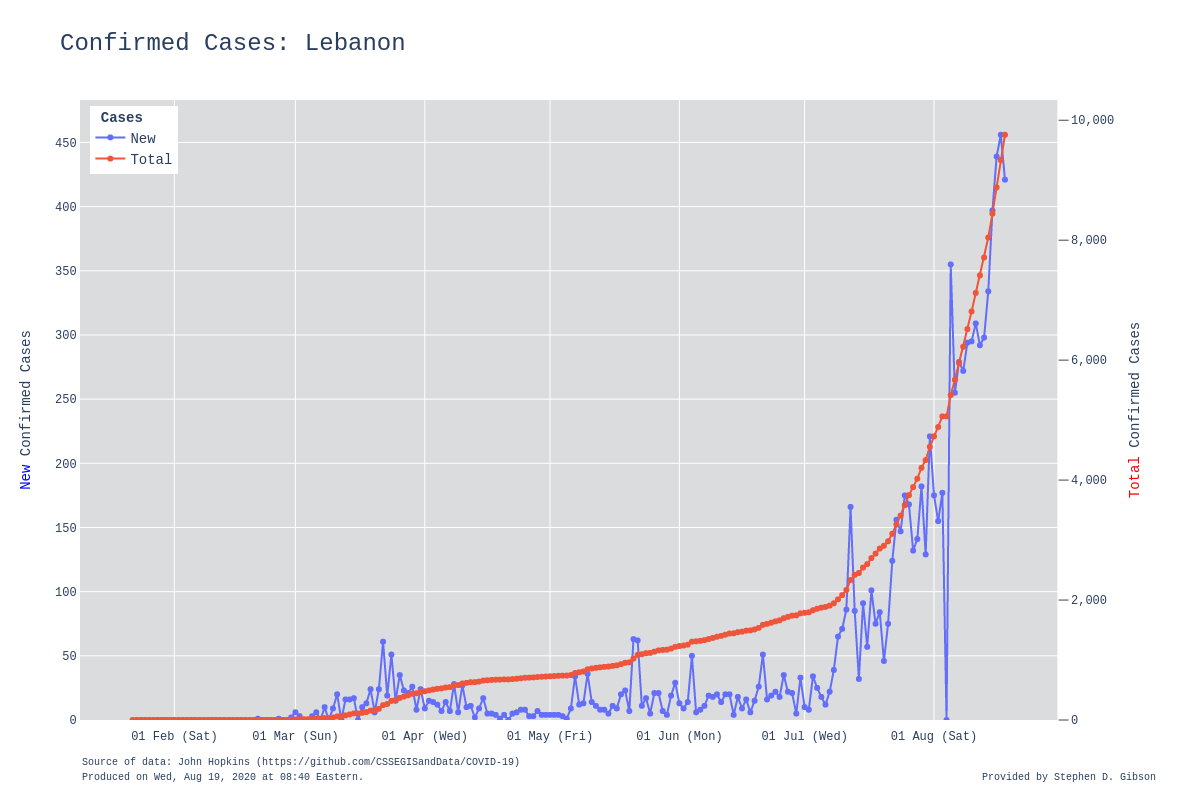 Confirmed Cases: Lebanon
Cases
New
Total
450
400
350
300
250
200
150
100
50
0
New Confirmed Cases
10,000
8,000
6,000
4,000
2,000
0
Total Confirmed Cases
01 Feb (Sat) 01 Mar (Sun) 01 Apr (Wed) 01 May (Fri) 01 Jun (Mon) 01 Jul (Wed) 01 Aug (Sat)
Source of data: John Hopkins (https://github.com/CSSEGISandData/COVID-19)
Produced on Wed, Aug 19, 2020 at 08:40 Eastern.
Provided by Stephen D. Gibson